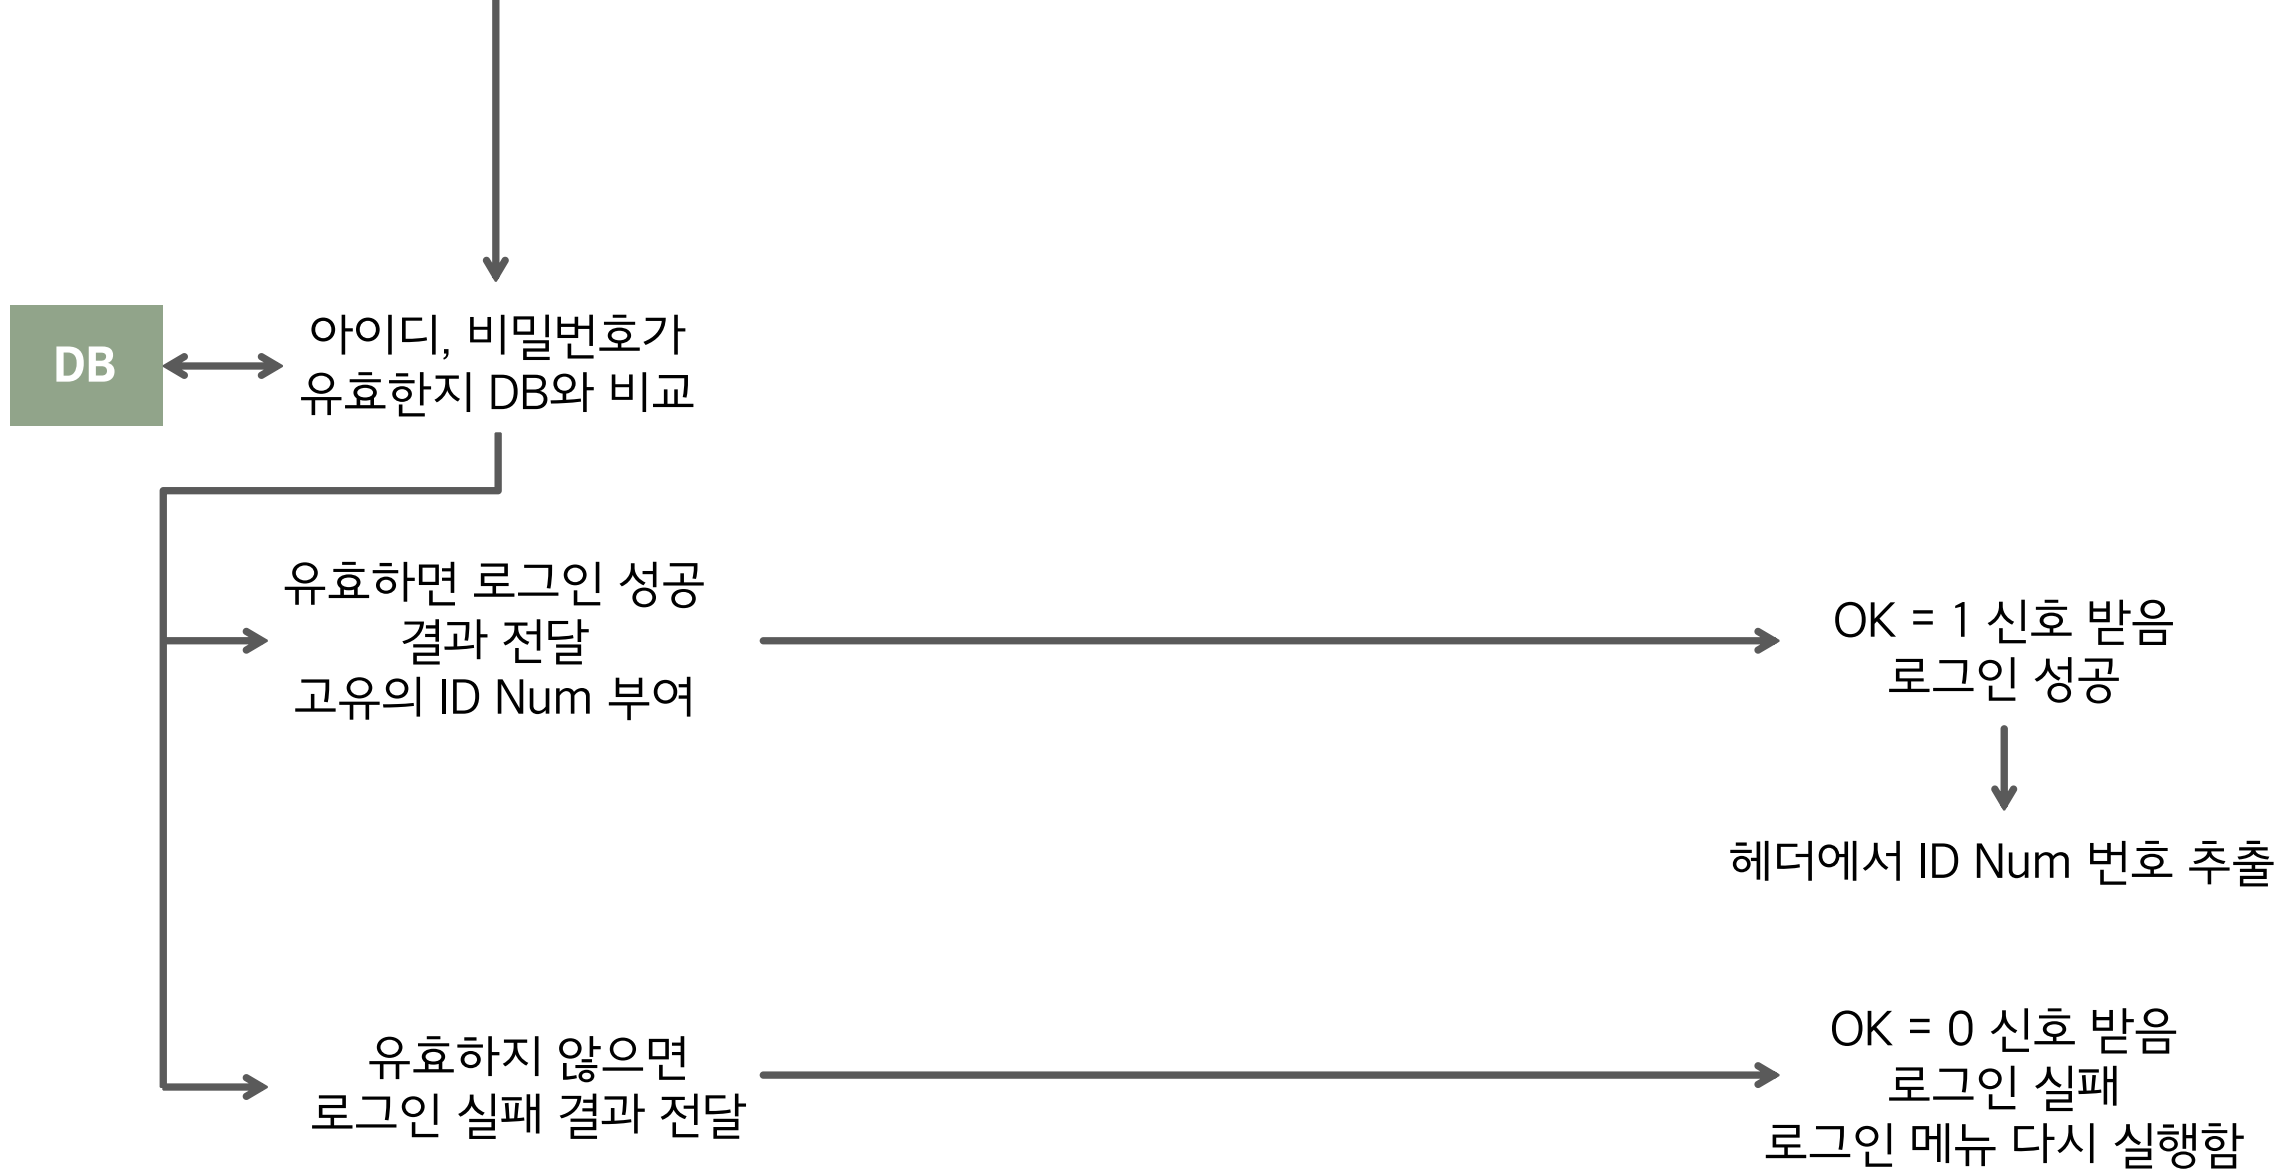 DB
아이디, 비밀번호가
유효한지 DB와 비교
유효하면 로그인 성공
결과 전달
고유의 ID Num 부여
OK = 1 신호 받음
로그인 성공
헤더에서 ID Num 번호 추출
유효하지 않으면
로그인 실패 결과 전달
OK = 0 신호 받음
로그인 실패
로그인 메뉴 다시 실행함